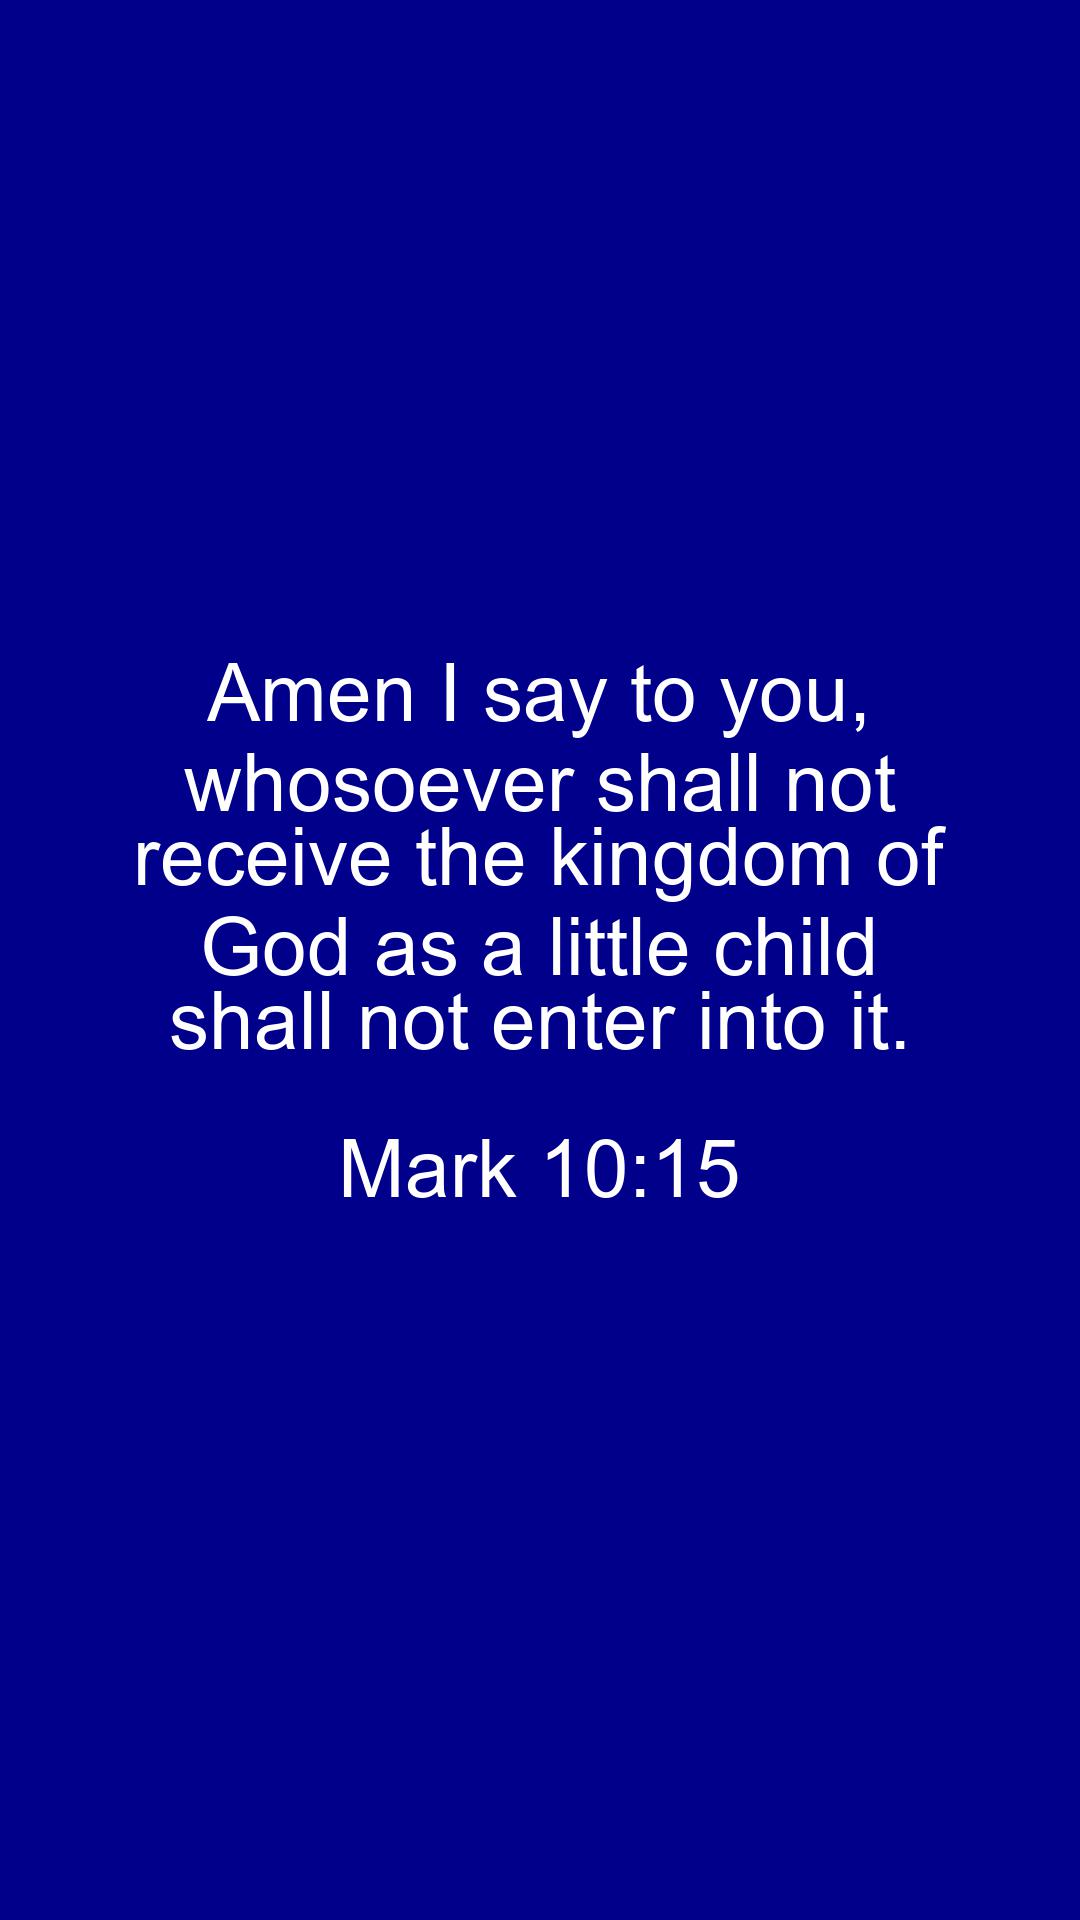 Amen I say to you,
whosoever shall not
receive the kingdom of
God as a little child
shall not enter into it.
Mark 10:15